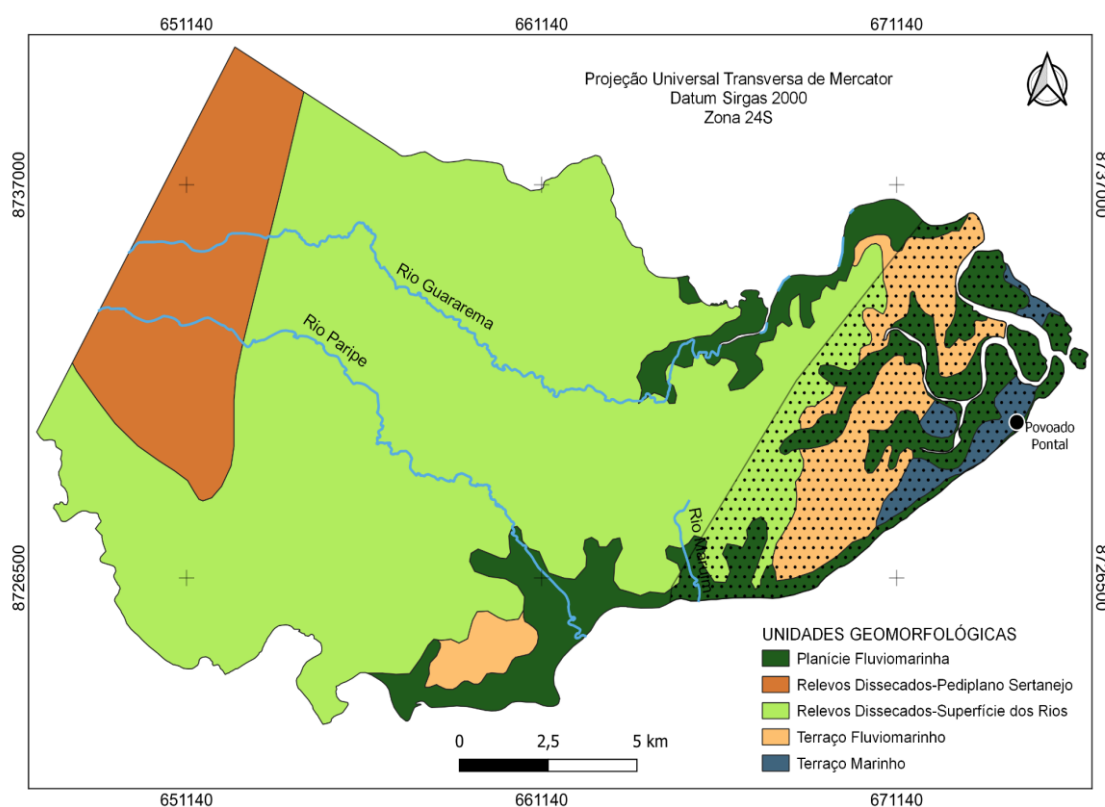 651140
661140
671140
Projeção Universal Transversa de Mercator
Datum Sirgas 2000
Zona 24S
8737000
8737000
Rio Guararema
Rio Paripe
Povoado
Pontal
Rio
8726500
8726500
UNIDADES GEOMORFOLÓGICAS
Planície Fluviomarinha
Relevos Dissecados-Pediplano Sertanejo
Relevos Dissecados-Superfície dos Rios
Terraço Fluviomarinho
Terraço Marinho
0
2,5
5 km
651140
661140
671140